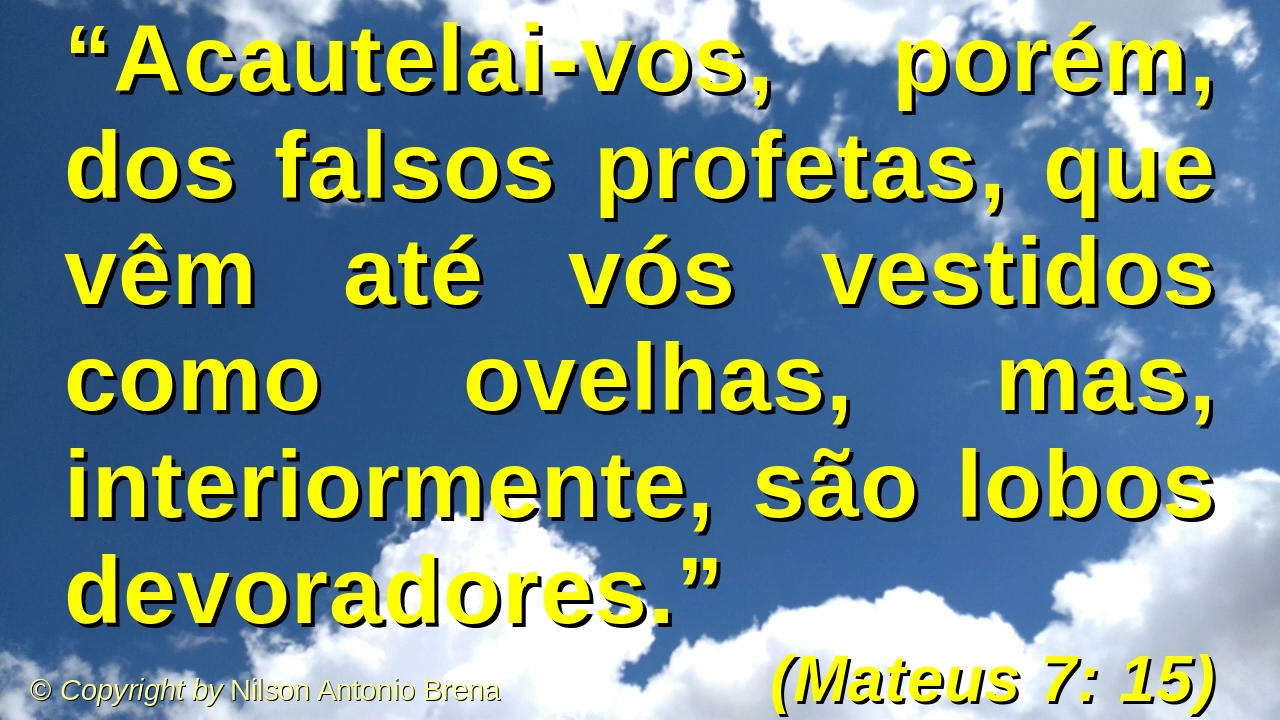 “Acautelai-vos, porém,
dos falsos profetas, que
vêm até vós vestidos
como ovelhas, mas,
interiormente, são lobos
devoradores.”
(Mateus 7: 15)
© Copyright by Nilson Antonio Brena